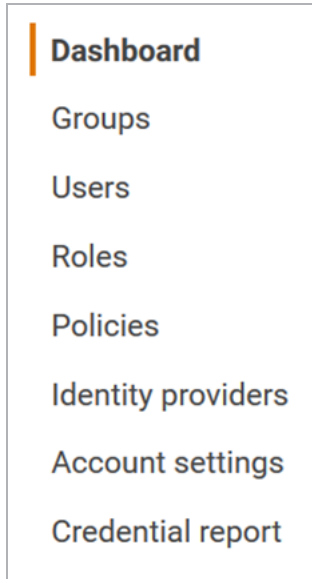 Dashboard
Groups
Users
Roles
Policies
Identity providers
Account settings
Credential report